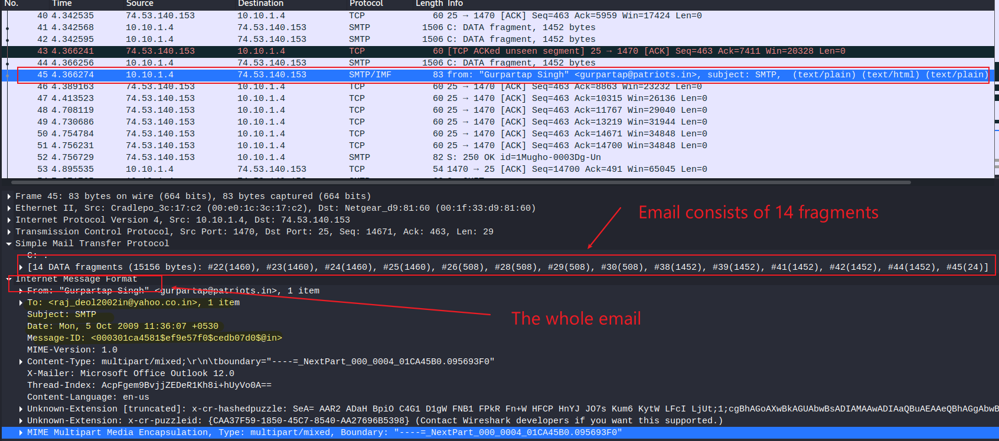 No. Time Source Destination Protocol Length Info
40 4.342535 74.53.140.153 10.10.1.4 TCP 60 25 → 1470 [ACK] Seq=463 Ack=5959 Win=17424 Len=0
41 4.342568 10.10.1.4 74.53.140.153 SMTP 1506 C: DATA fragment, 1452 bytes
42 4.342595 10.10.1.4 74.53.140.153 SMTP 1506 C: DATA fragment, 1452 bytes
43 4.366241 74.53.140.153 10.10.1.4 TCP 60 [TCP ACKed unseen segment] 25 → 1470 [ACK] Seq=463 Ack=7411 Win=20328 Len=0
44 4.366256 10.10.1.4 74.53.140.153 SMTP 1506 C: DATA fragment, 1452 bytes
45 4.366274 10.10.1.4 74.53.140.153 SMTP/IMF 83 from: "Gurpartap Singh" <gurpartap@patriots.in>, subject: SMTP,  (text/plain) (text/html) (text/plain)
46 4.389163 74.53.140.153 10.10.1.4 TCP 60 25 → 1470 [ACK] Seq=463 Ack=8863 Win=23232 Len=0
47 4.413523 74.53.140.153 10.10.1.4 TCP 60 25 → 1470 [ACK] Seq=463 Ack=10315 Win=26136 Len=0
48 4.708119 74.53.140.153 10.10.1.4 TCP 60 25 → 1470 [ACK] Seq=463 Ack=11767 Win=29040 Len=0
49 4.730686 74.53.140.153 10.10.1.4 TCP 60 25 → 1470 [ACK] Seq=463 Ack=13219 Win=31944 Len=0
50 4.754784 74.53.140.153 10.10.1.4 TCP 60 25 → 1470 [ACK] Seq=463 Ack=14671 Win=34848 Len=0
51 4.756231 74.53.140.153 10.10.1.4 TCP 60 25 → 1470 [ACK] Seq=463 Ack=14700 Win=34848 Len=0
52 4.756729 74.53.140.153 10.10.1.4 SMTP 82 S: 250 OK id=1Mugho-0003Dg-Un
53 4.895535 10.10.1.4 74.53.140.153 TCP 54 1470 → 25 [ACK] Seq=14700 Ack=491 Win=65045 Len=0
Frame 45: 83 bytes on wire (664 bits), 83 bytes captured (664 bits)
Ethernet II, Src: Cradlepo_3c:17:c2 (00:e0:1c:3c:17:c2), Dst: Netgear_d9:81:60 (00:1f:33:d9:81:60)
Internet Protocol Version 4, Src: 10.10.1.4, Dst: 74.53.140.153
Transmission Control Protocol, Src Port: 1470, Dst Port: 25, Seq: 14671, Ack: 463, Len: 29
Simple Mail Transfer Protocol
C: .
[14 DATA fragments (15156 bytes): #22(1460), #23(1460), #24(1460), #25(1460), #26(508), #28(508), #29(508), #30(508), #38(1452), #39(1452), #41(1452), #42(1452), #44(1452), #45(24)]
Internet Message Format
From: "Gurpartap Singh" <gurpartap@patriots.in>, 1 item
To: <raj_deol2002in@yahoo.co.in>, 1 item
Subject: SMTP
Date: Mon, 5 Oct 2009 11:36:07 +0530
Message-ID: <000301ca4581$ef9e57f0$cedb07d0$@in>
MIME-Version: 1.0
Content-Type: multipart/mixed;\r\n\tboundary="----=_NextPart_000_0004_01CA45B0.095693F0"
X-Mailer: Microsoft Office Outlook 12.0
Thread-Index: AcpFgem9BvjjZEDeR1Kh8i+hUyVo0A==
Content-Language: en-us
Unknown-Extension [truncated]: x-cr-hashedpuzzle: SeA= AAR2 ADaH BpiO C4G1 D1gW FNB1 FPkR Fn+W HFCP HnYJ JO7s Kum6 KytW LFcI LjUt;1;cgBhAGoAXwBkAGUAbwBsADIAMAAwADIAaQBuAEAAeQBhAGgAbwB
Unknown-Extension: x-cr-puzzleid: {CAA37F59-1850-45C7-8540-AA27696B5398} (Contact Wireshark developers if you want this supported.)
MIME Multipart Media Encapsulation, Type: multipart/mixed, Boundary: "----=_NextPart_000_0004_01CA45B0.095693F0"
Email consists of 14 fragments
The whole email